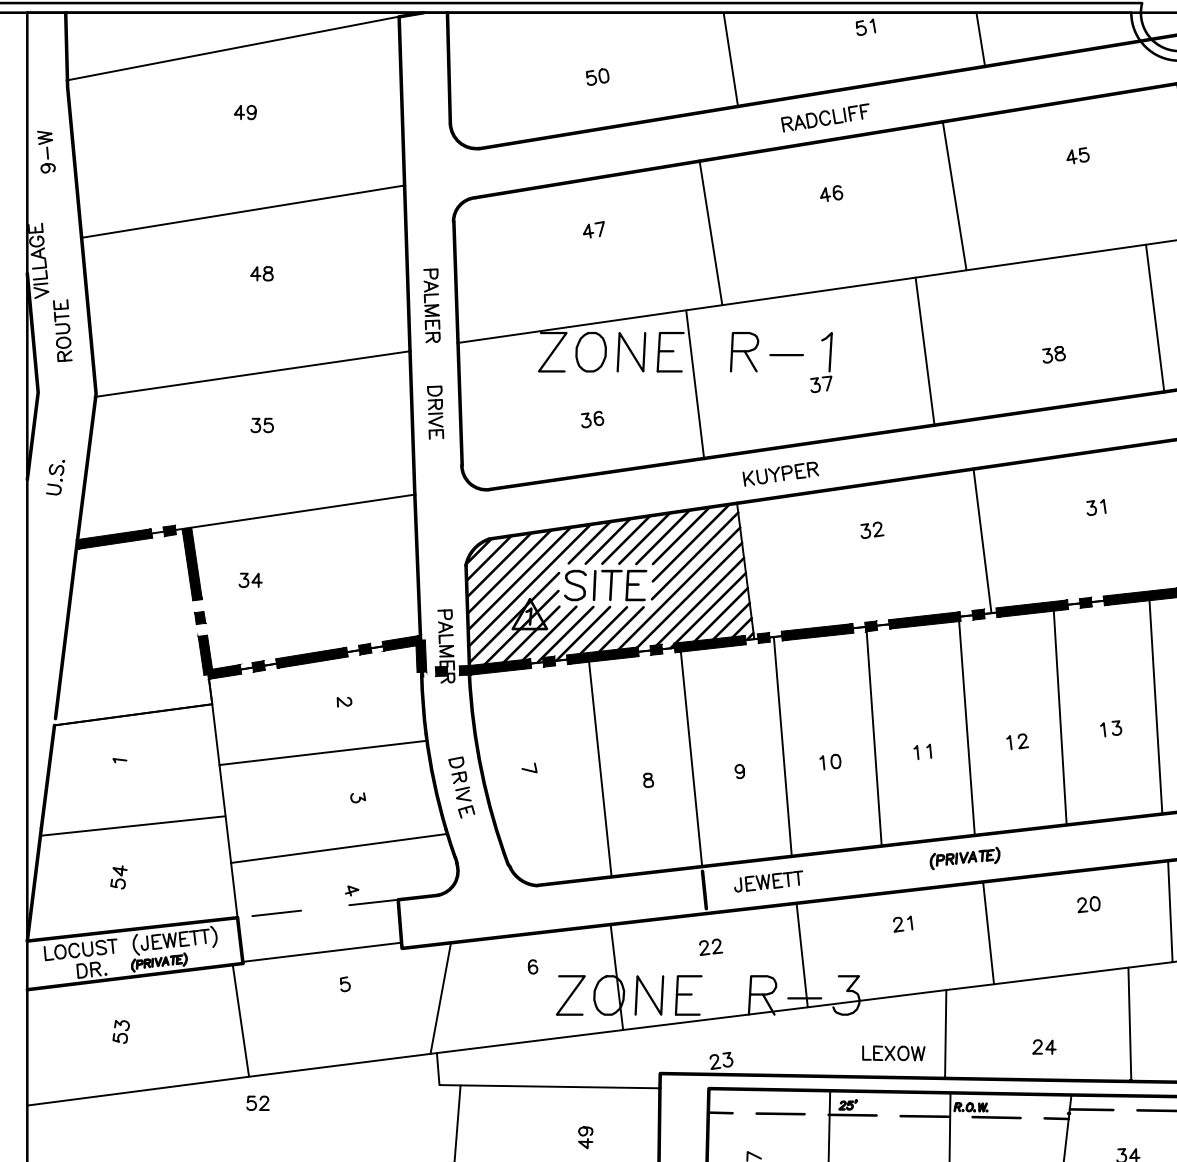 51
50
49
RADCLIFF
9-W
45
46
47
VILLAGE
48
PALMER
ROUTE
ZONE R-1
38
37
DRIVE
36
35
KUYPER
U.S.
31
32
34
SITE
1
PALMER
2
13
12
11
10
9
8
7
1
3
DRIVE
(PRIVATE)
JEWETT
54
4
20
21
22
LOCUST (JEWETT)
DR. (PRIVATE)
6
5
ZONE R-3
53
LEXOW
24
23
52
25'
R.O.W.
49
34